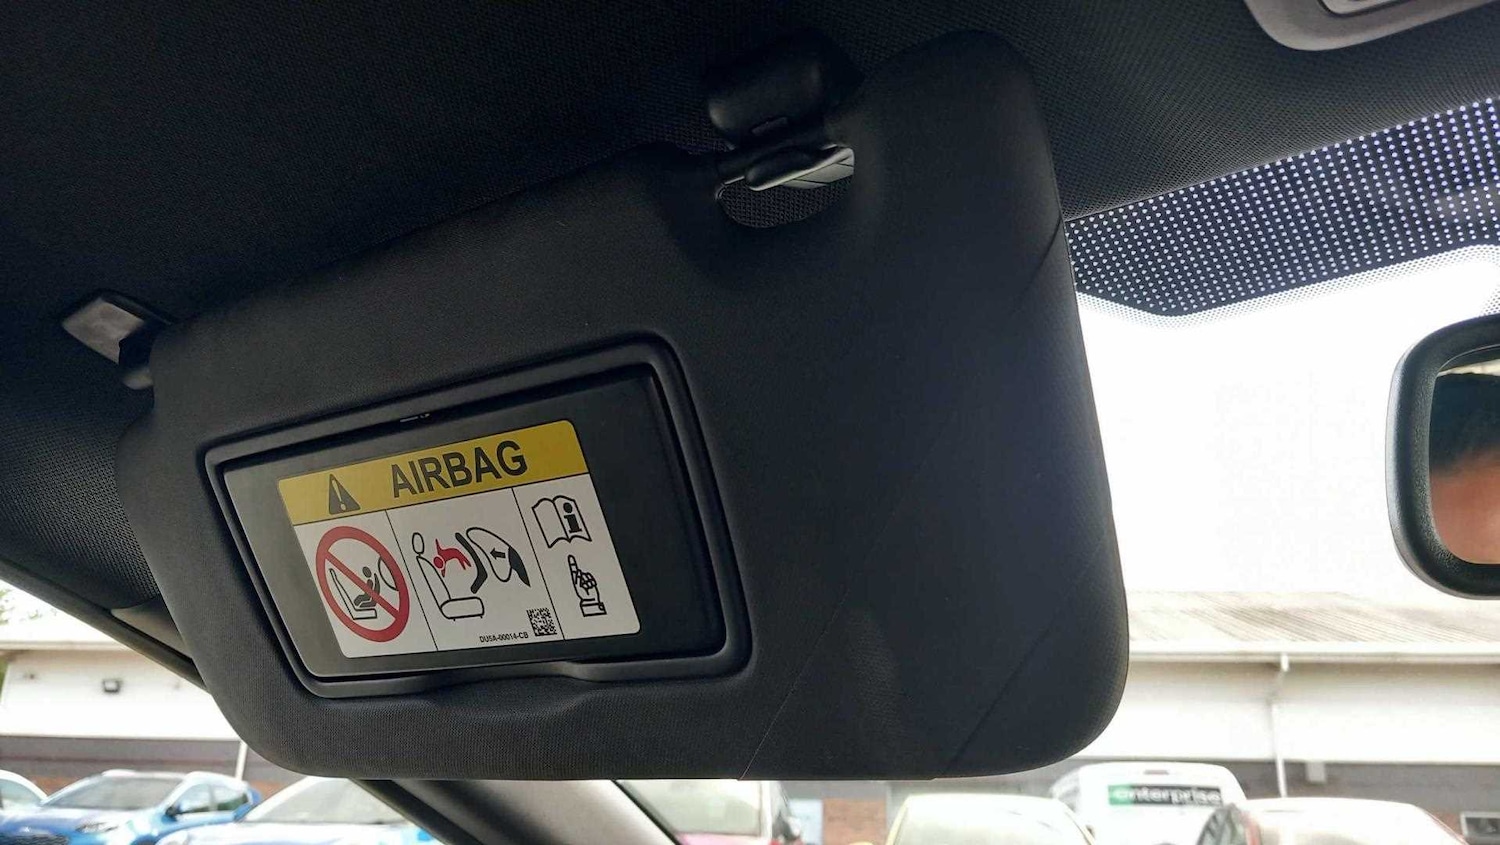 AIRBAG
DU5A-00014-CB
enterprise